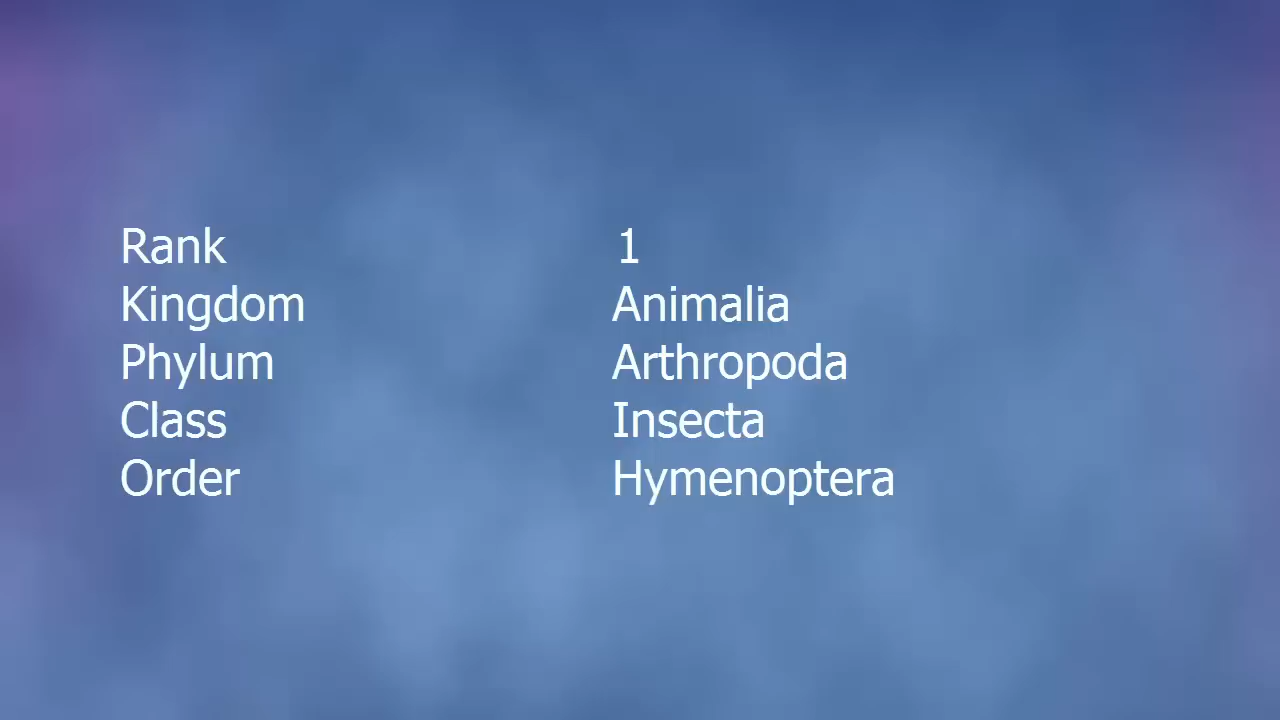 Rank 1
Kingdom Animalia
Phylum Arthropoda
Class Insecta
Order Hymenoptera